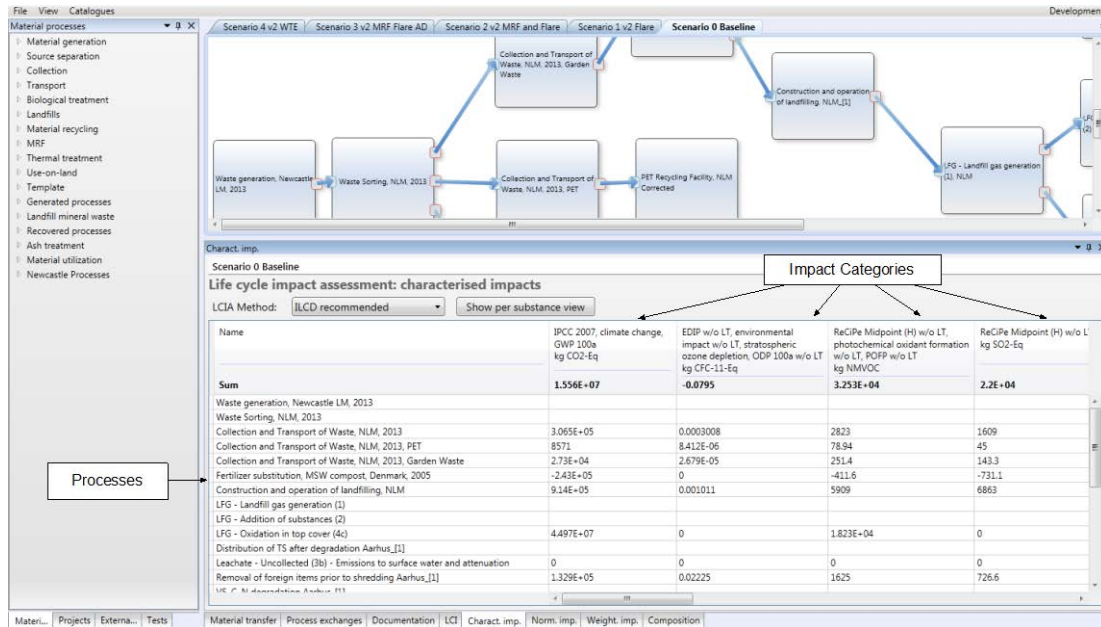 File View Catalogues
Development
Material processes
Material generation
Source separation
Collection
Transport
Biological treatment
Landfills
Material recycling
MRF
Thermal treatment
Use-on-land
Template
Generated processes
Landfill mineral waste
Recovered processes
Ash treatment
Material utilization
Newcastle Processes
Materi... Projects Externa... Tests
Scenario 4 v2 WTE Scenario 3 v2 MRF Flare AD Scenario 2 v2 MRF and Flare Scenario 1 v2 Flare Scenario 0 Baseline
Collection and Transport of
Waste, NLM, 2013, Garden
Waste
Construction and operation
of landfilling, NLM_[1]
LFG
(2)
Waste generation, Newcastle
LM, 2013
Waste Sorting, NLM, 2013
Collection and Transport of
Waste, NLM, 2013, PET
PET Recycling Facility, NLM
Corrected
LFG - Landfill gas generation
(1), NLM
Charact. imp.
Scenario 0 Baseline
Impact Categories
Life cycle impact assessment: characterised impacts
LCIA Method: ILCD recommended Show per substance view
Name
IPCC 2007, climate change,
GWP 100a
kg CO2-Eq
EDIP w/o LT, environmental
impact w/o LT, stratospheric
ozone depletion, ODP 100a w/o LT
kg CFC-11-Eq
ReCiPe Midpoint (H) w/o LT,
photochemical oxidant formation
w/o LT, POFP w/o LT
kg NMVOC
ReCiPe Midpoint (H) w/o L
kg SO2-Eq
Sum 1.556E+07 -0.0795 3.253E+04 2.2E+04
Waste generation, Newcastle LM, 2013
Waste Sorting, NLM, 2013
Collection and Transport of Waste, NLM, 2013 3.065E+05 0.0003008 2823 1609
Collection and Transport of Waste, NLM, 2013, PET 8571 8.412E-06 78.94 45
Collection and Transport of Waste, NLM, 2013, Garden Waste 2.73E+04 2.679E-05 251.4 143.3
Processes
Fertilizer substitution, MSW compost, Denmark, 2005 -2.43E+05 0 -411.6 -731.1
Construction and operation of landfilling, NLM 9.14E+05 0.001011 5909 6863
LFG - Landfill gas generation (1)
LFG - Addition of substances (2)
LFG - Oxidation in top cover (4c) 4.497E+07 0 1.823E+04 0
Distribution of TS after degradation Aarhus_[1]
Leachate - Uncollected (3b) - Emissions to surface water and attenuation 0 0 0 0
Removal of foreign items prior to shredding Aarhus_[1] 1.329E+05 0.02225 1625 726.6
VS, C, N degradation Aarhus_[1]
Material transfer Process exchanges Documentation LCI Charact. imp. Norm. imp. Weight. imp. Composition